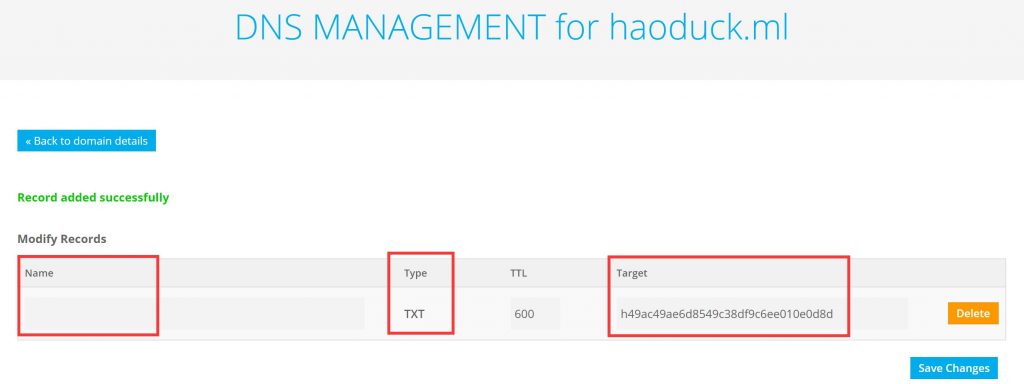 DNS MANAGEMENT for haoduck.ml
« Back to domain details
Record added successfully
Modify Records
Name Type TTL Target
TXT 600 h49ac49ae6d8549c38df9c6ee010e0d8d Delete
Save Changes